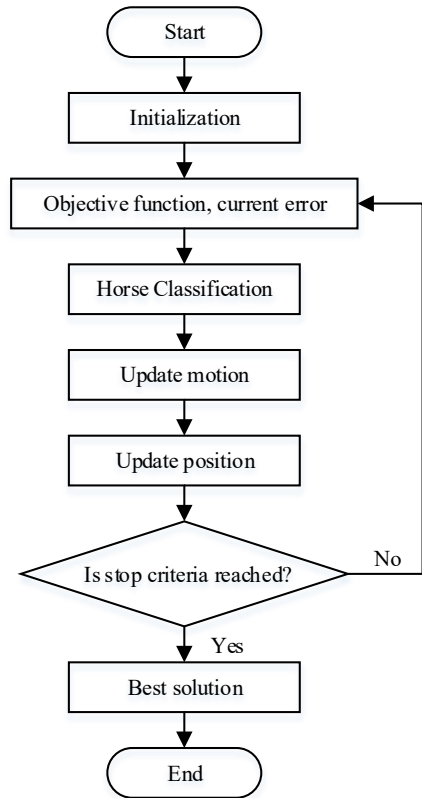 Start
Initialization
Objective function, current error
Horse Classification
Update motion
Update position
Is stop criteria reached?
No
Yes
Best solution
End